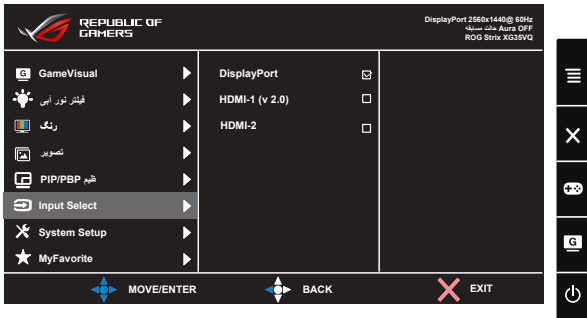 REPUBLIC OF
GAMERS
DisplayPort 2560x1440@ 60Hz
Aura OFF حالت مسابقه
ROG Strix XG35VQ
G GameVisual
فیلتر نور آبی
رنگ
تصویر
PIP/PBP
Input Select
System Setup
MyFavorite
DisplayPort
HDMI-1 (v 2.0)
HDMI-2
MOVE/ENTER
BACK
EXIT
G